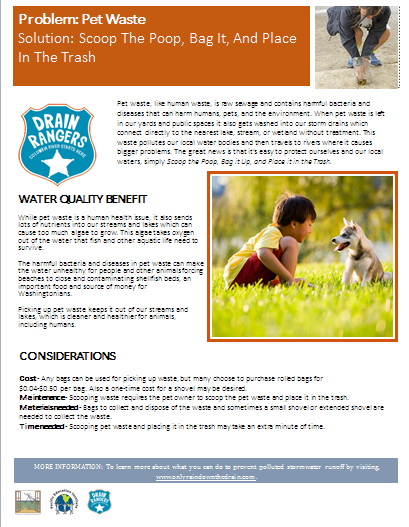 Problem: Pet Waste
Solution: Scoop The Poop, Bag It, And Place
In The Trash
Pet waste, like human waste, is raw sewage and contains harmful bacteria and
diseases that can harm humans, pets, and the environment. When pet waste is left
in our yards and public spaces it also gets washed into our storm drains which
connect directly to the nearest lake, stream, or wetland without treatment. This
waste pollutes our local water bodies and then travels to rivers where it causes
bigger problems. The great news is that it's easy to protect ourselves and our local
waters, simply Scoop the Poop, Bag it Up, and Place it in the Trash.
DRAIN
RANGERS
COLUMBIA RIVER STARTS HERE
WATER QUALITY BENEFIT
While pet waste is a human health issue, it also sends
lots of nutrients into our streams and lakes which can
cause too much algae to grow. This algae takes oxygen
out of the water that fish and other aquatic life need to
survive.
The harmful bacteria and diseases in pet waste can make
the water unhealthy for people and other animals forcing
beaches to close and contaminating shellfish beds, an
important food and source of money for
Washingtonians.
Picking up pet waste keeps it out of our streams and
lakes, which is cleaner and healthier for animals,
including humans.
CONSIDERATIONS
Cost - Any bags can be used for picking up waste, but many choose to purchase rolled bags for
$0.04-$0.50 per bag. Also a one-time cost for a shovel may be desired.
Maintenance - Scooping waste requires the pet owner to scoop the pet waste and place it in the trash.
Materials needed - Bags to collect and dispose of the waste and sometimes a small shovel or extended shovel are
needed to collect the waste.
Time needed - Scooping pet waste and placing it in the trash may take an extra minute of time.
MORE INFORMATION: To learn more about what you can do to prevent polluted stormwater runoff by visiting,
www.onlyraindownthedrain.com.
DRAIN
RANGERS